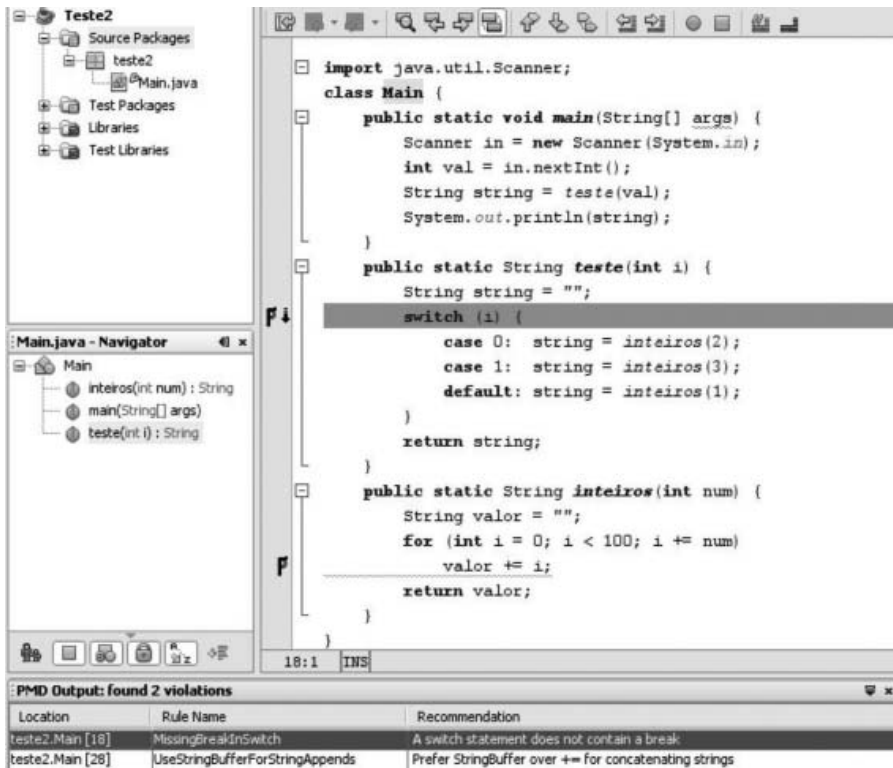 Teste2
Source Packages
teste2
Main.java
Test Packages
Libraries
Test Libraries
import java.util.Scanner;
class Main {
public static void main(String[] args) {
Scanner in = new Scanner(System.in);
int val = in.nextInt();
String string = teste(val);
System.out.println(string);
}
public static String teste(int i) {
String string = "";
switch (i) {
case 0: string = inteiros(2);
case 1: string = inteiros(3);
default: string = inteiros(1);
}
return string;
}
public static String inteiros(int num) {
String valor = "";
for (int i = 0; i < 100; i += num)
valor += i;
return valor;
}
}
18:1 INS
Main.java - Navigator
Main
inteiros(int num) : String
main(String[] args)
teste(int i) : String
PMD Output: found 2 violations
Location Rule Name Recommendation
teste2.Main [18] MissingBreakInSwitch A switch statement does not contain a break
teste2.Main [28] UseStringBufferForStringAppends Prefer StringBuffer over += for concatenating strings